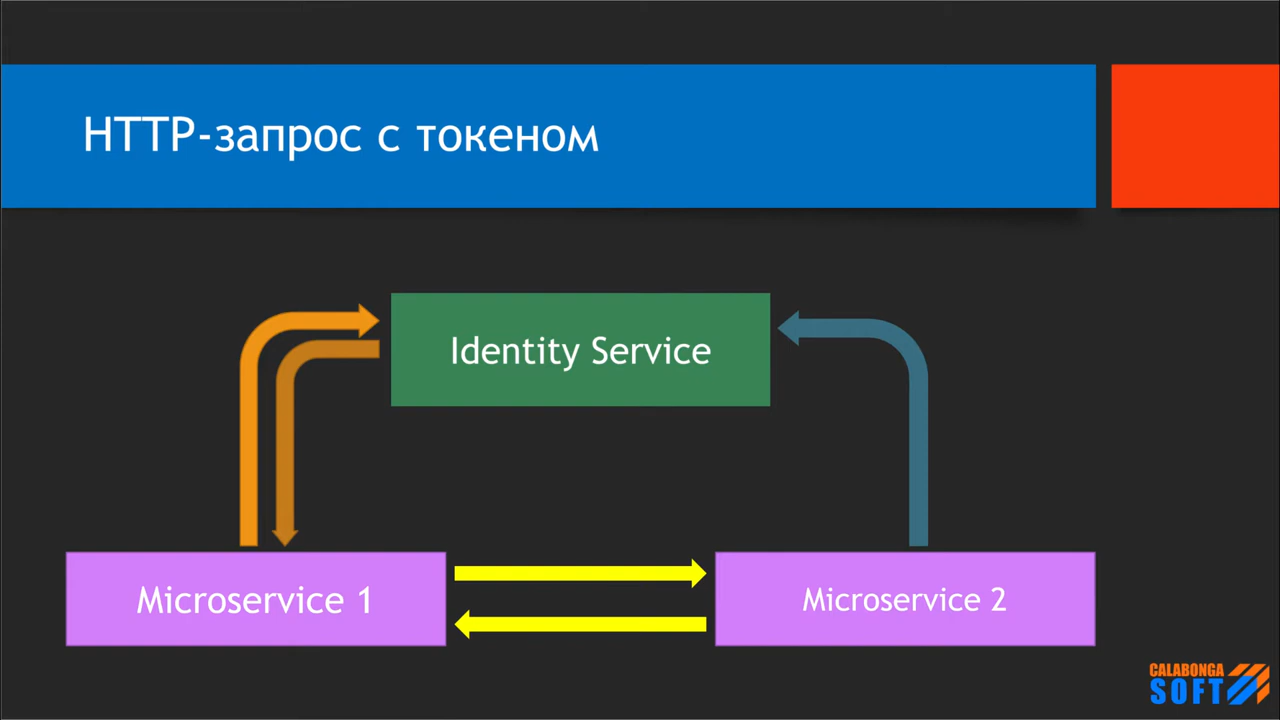 HTTP-запрос с токеном
Identity Service
Microservice 1
Microservice 2
CALABONGA
SOFT